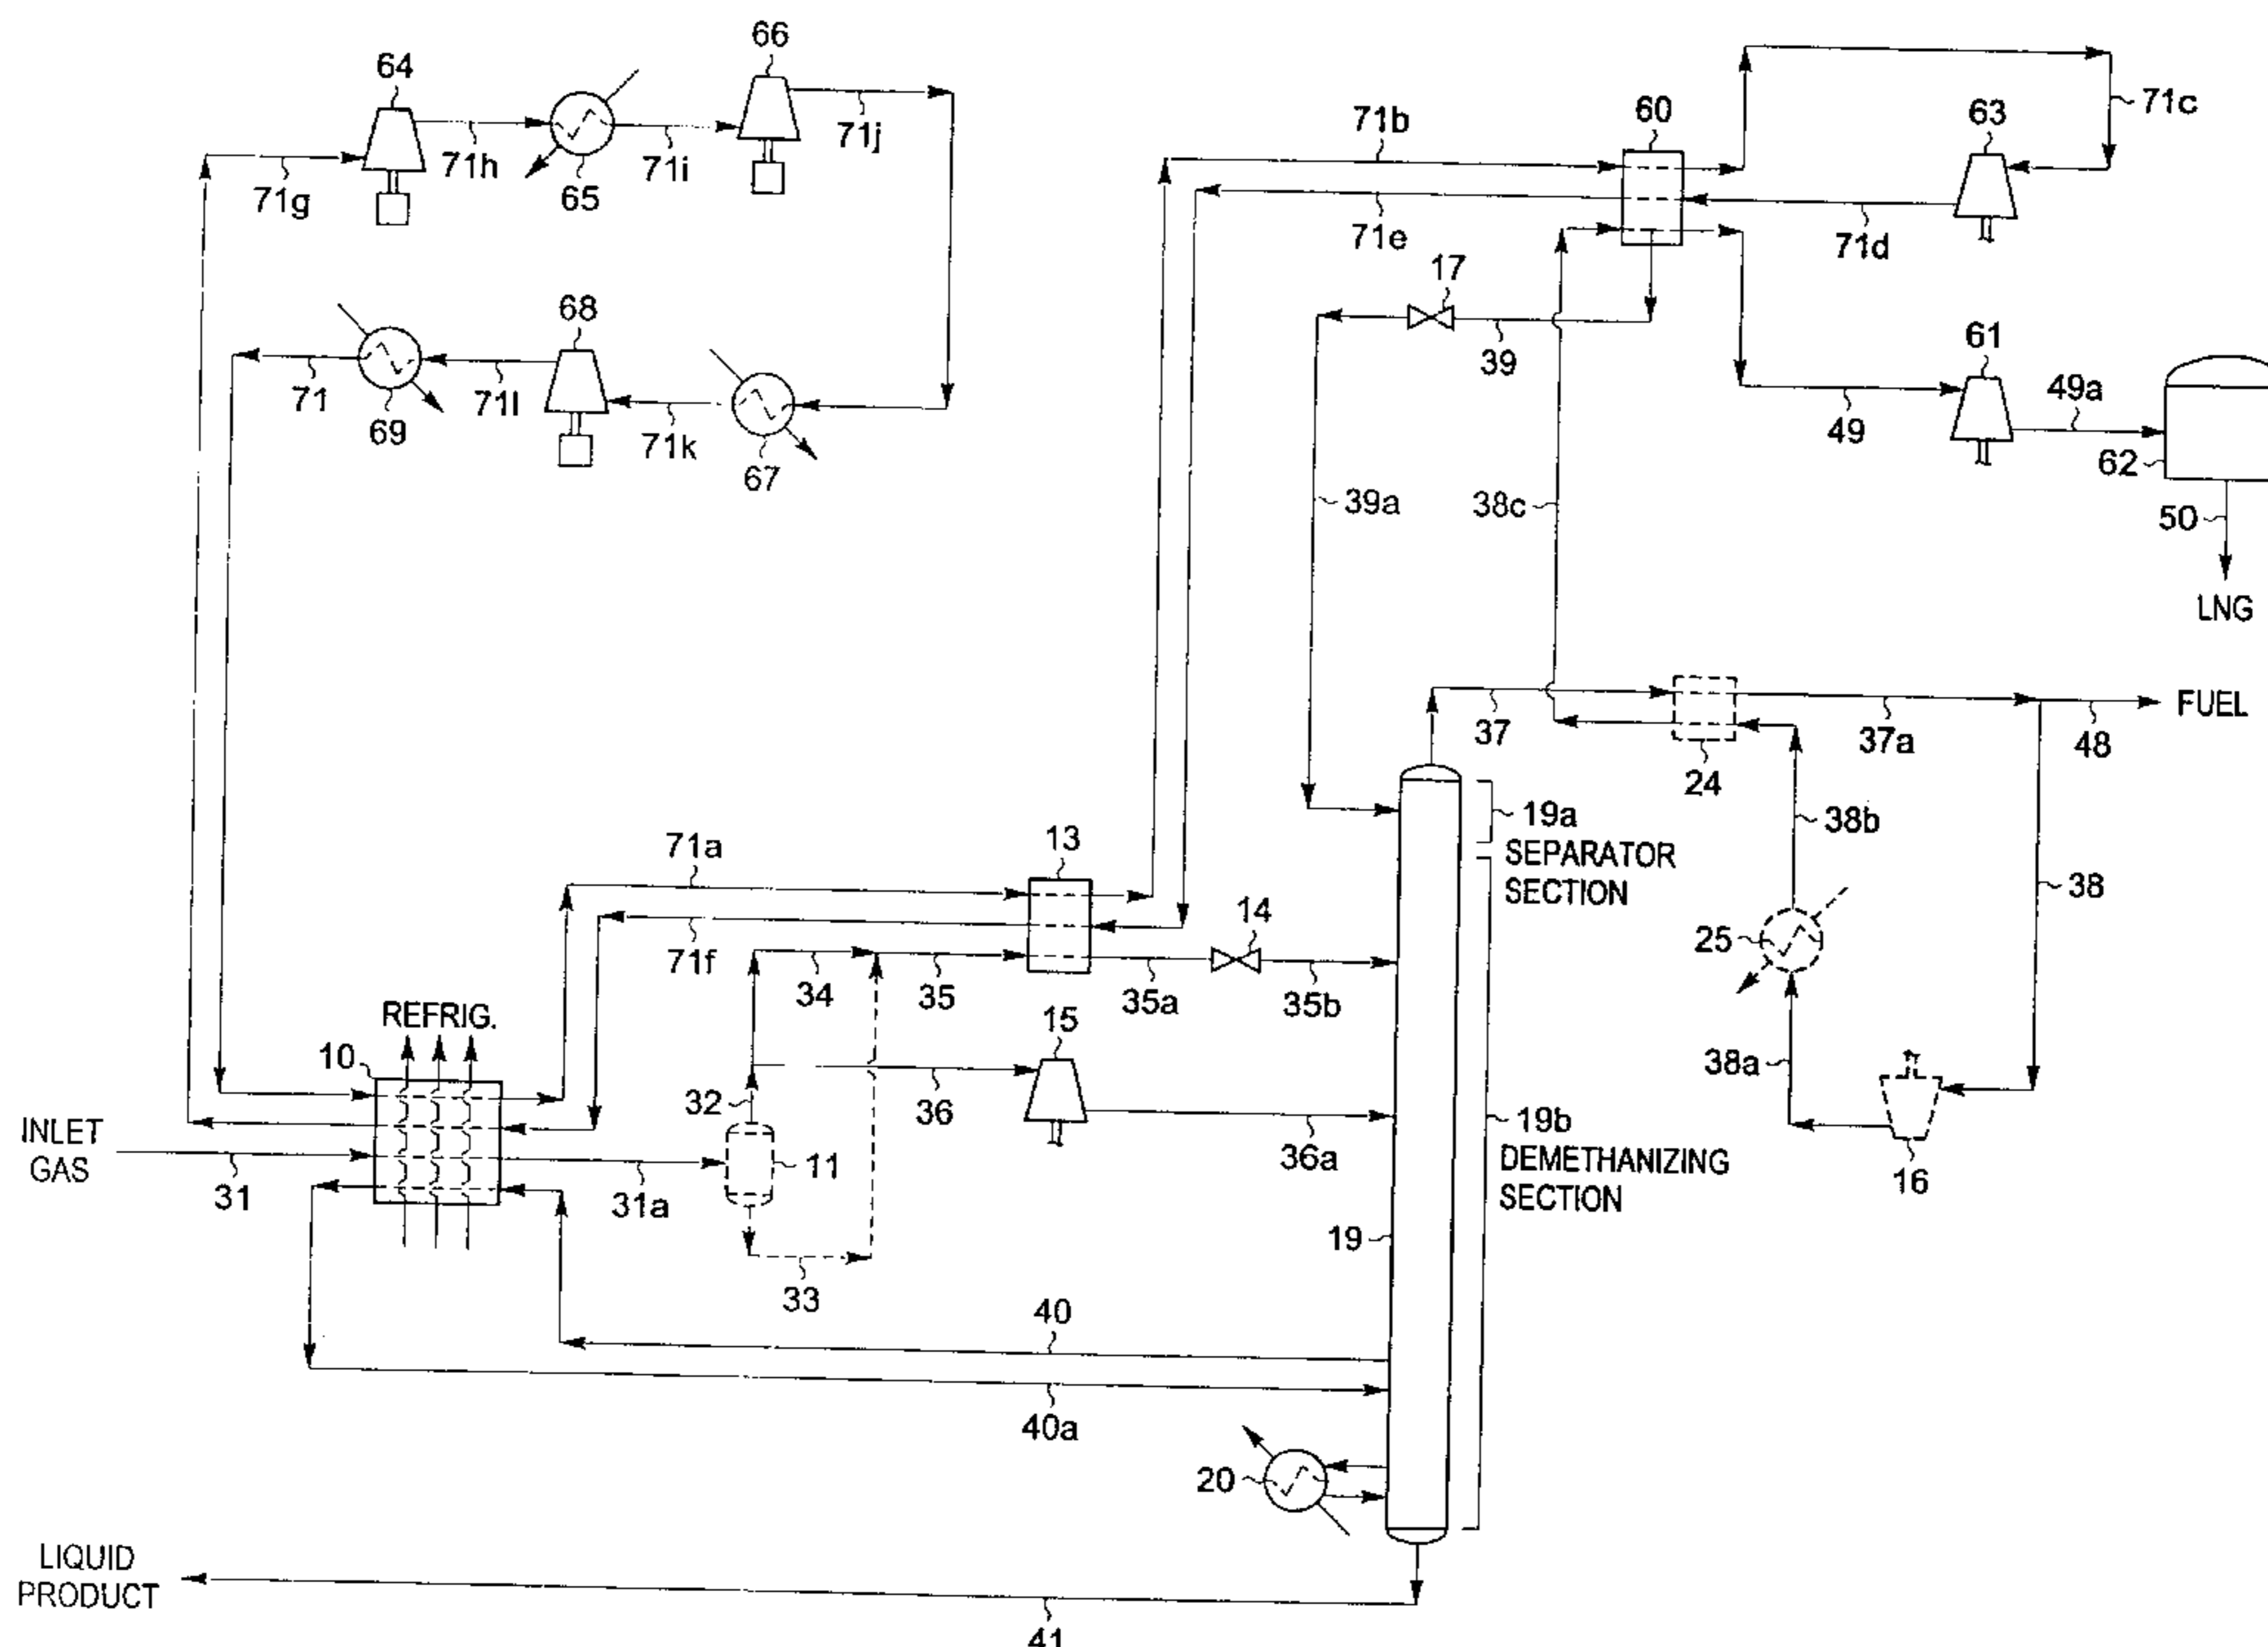 66
64
60
71c
63
71b
71h
71i
71j
65
71g
71e
71d
17
68
61
39
49a
71
71l
69
71k
67
49
62
39a
38c
50
LNG
37
37a
48
FUEL
24
19a
SEPARATOR
SECTION
38b
71a
13
38
14
25
71f
34
35
35a
35b
REFRIG.
10
15
38a
32
36
19b
DEMETHANIZING
SECTION
INLET
GAS
31
31a
11
36a
16
19
33
40
40a
20
LIQUID
PRODUCT
41